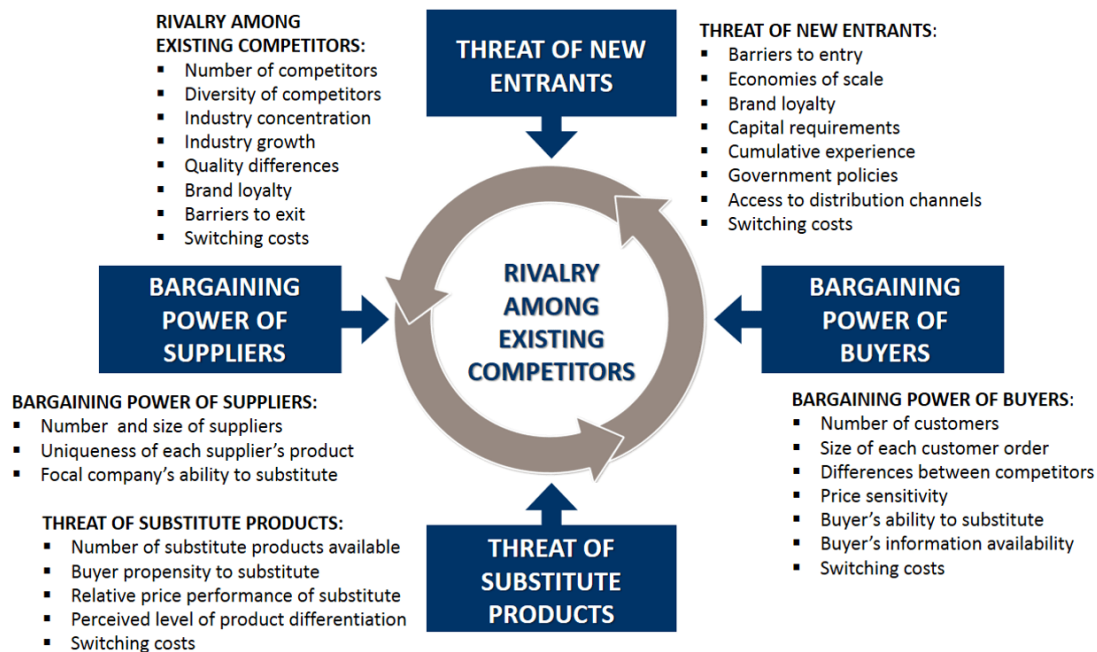 RIVALRY AMONG
EXISTING COMPETITORS:
▪ Number of competitors
▪ Diversity of competitors
▪ Industry concentration
▪ Industry growth
▪ Quality differences
▪ Brand loyalty
▪ Barriers to exit
▪ Switching costs
THREAT OF NEW
ENTRANTS
THREAT OF NEW ENTRANTS:
▪ Barriers to entry
▪ Economies of scale
▪ Brand loyalty
▪ Capital requirements
▪ Cumulative experience
▪ Government policies
▪ Access to distribution channels
▪ Switching costs
BARGAINING
POWER OF
SUPPLIERS
RIVALRY
AMONG
EXISTING
COMPETITORS
BARGAINING
POWER OF
BUYERS
BARGAINING POWER OF SUPPLIERS:
▪ Number and size of suppliers
▪ Uniqueness of each supplier’s product
▪ Focal company’s ability to substitute
BARGAINING POWER OF BUYERS:
▪ Number of customers
▪ Size of each customer order
▪ Differences between competitors
▪ Price sensitivity
▪ Buyer’s ability to substitute
▪ Buyer’s information availability
▪ Switching costs
THREAT OF SUBSTITUTE PRODUCTS:
▪ Number of substitute products available
▪ Buyer propensity to substitute
▪ Relative price performance of substitute
▪ Perceived level of product differentiation
▪ Switching costs
THREAT OF
SUBSTITUTE
PRODUCTS